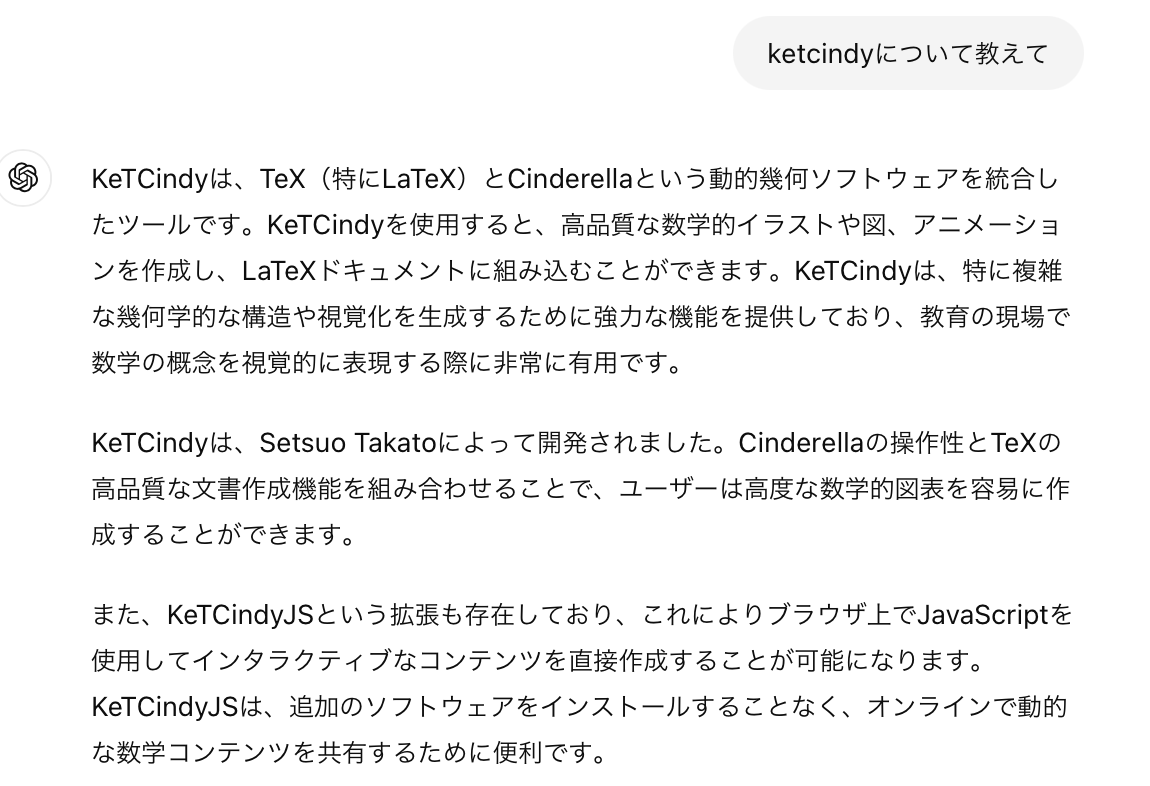 ketcindyについて教えて
KeTCindyは、TeX（特にLaTeX）とCinderellaという動的幾何ソフトウェアを統合し
たツールです。KeTCindyを使用すると、高品質な数学的イラストや図、アニメーショ
ンを作成し、LaTeXドキュメントに組み込むことができます。KeTCindyは、特に複雑
な幾何学的な構造や視覚化を生成するために強力な機能を提供しており、教育の現場で
数学の概念を視覚的に表現する際に非常に有用です。
KeTCindyは、Setsuo Takatoによって開発されました。Cinderellaの操作性とTeXの
高品質な文書作成機能を組み合わせることで、ユーザーは高度な数学的図表を容易に作
成することができます。
また、KeTCindyJSという拡張も存在しており、これによりブラウザ上でJavaScriptを
使用してインタラクティブなコンテンツを直接作成することが可能になります。
KeTCindyJSは、追加のソフトウェアをインストールすることなく、オンラインで動的
な数学コンテンツを共有するために便利です。